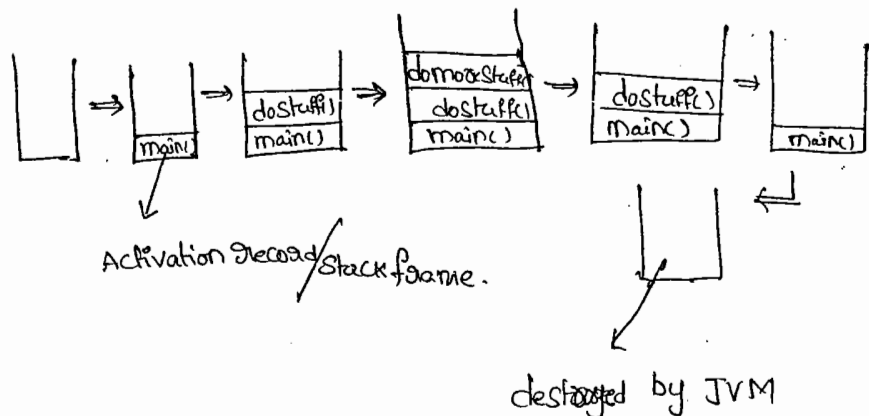 main()
doStuff()
main()
domoreStuff()
doStuff()
main()
doStuff()
main()
main()
Activation record/stack frame.
destroyed by JVM